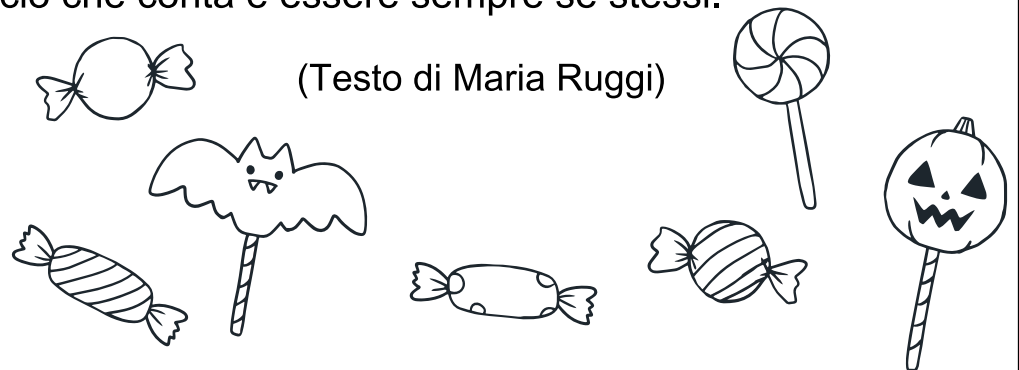 ciò che conta è essere sempre se stessi.
(Testo di Maria Ruggi)